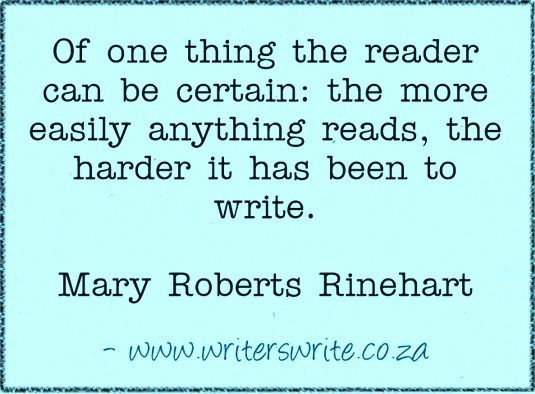 Of one thing the reader
can be certain: the more
easily anything reads, the
harder it has been to
write.
Mary Roberts Rinehart
- www.writerswrite.co.za